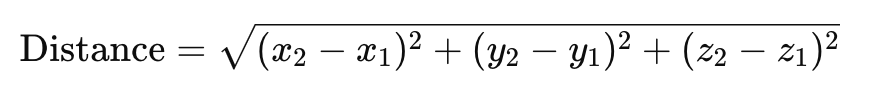 Distance = √(x₂ − x₁)² + (y₂ − y₁)² + (z₂ − z₁)²